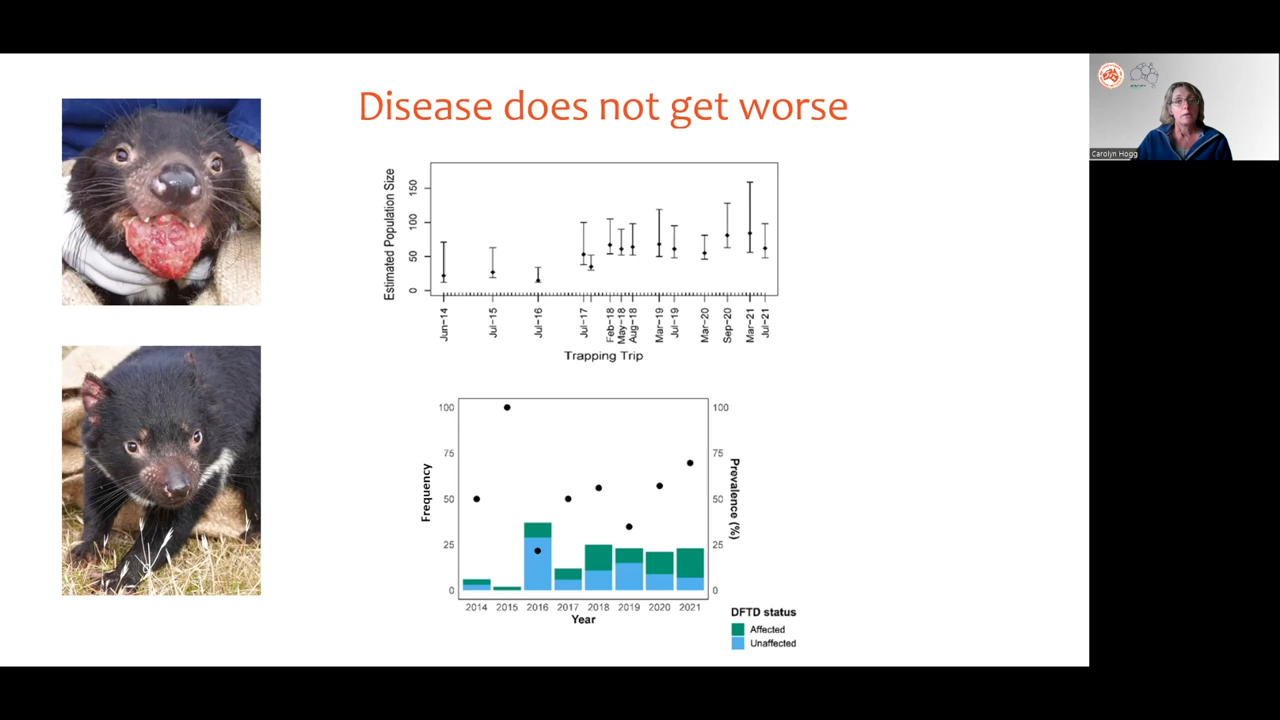 Disease does not get worse
Estimated Population Size
150
100
50
0
Jun-14
Jul-15
Jul-16
Jul-17
Feb-18
May-18
Aug-18
Mar-19
Jul-19
Mar-20
Sep-20
Mar-21
Jul-21
Trapping Trip
Frequency
100
75
50
25
0
100
75
50
25
0
Prevalence (%)
2014 2015 2016 2017 2018 2019 2020 2021
Year
DFTD status
Affected
Unaffected
Carolyn Hogg